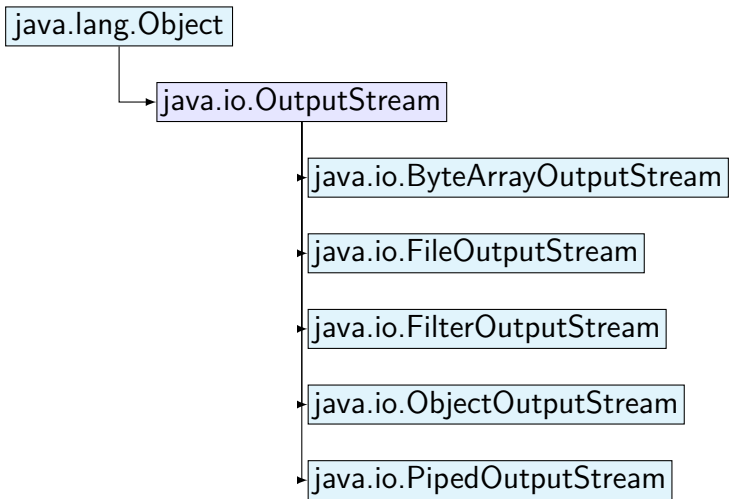 java.lang.Object
java.io.OutputStream
java.io.ByteArrayOutputStream
java.io.FileOutputStream
java.io.FilterOutputStream
java.io.ObjectOutputStream
java.io.PipedOutputStream